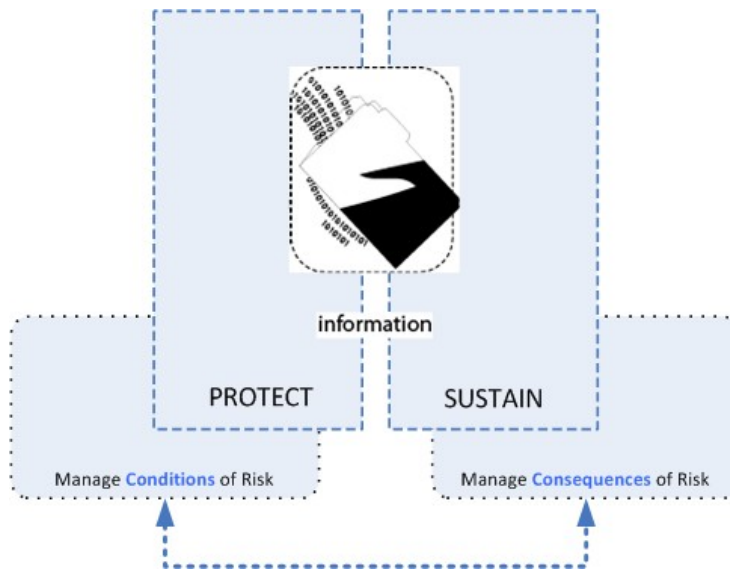 information
PROTECT
SUSTAIN
Manage Conditions of Risk
Manage Consequences of Risk